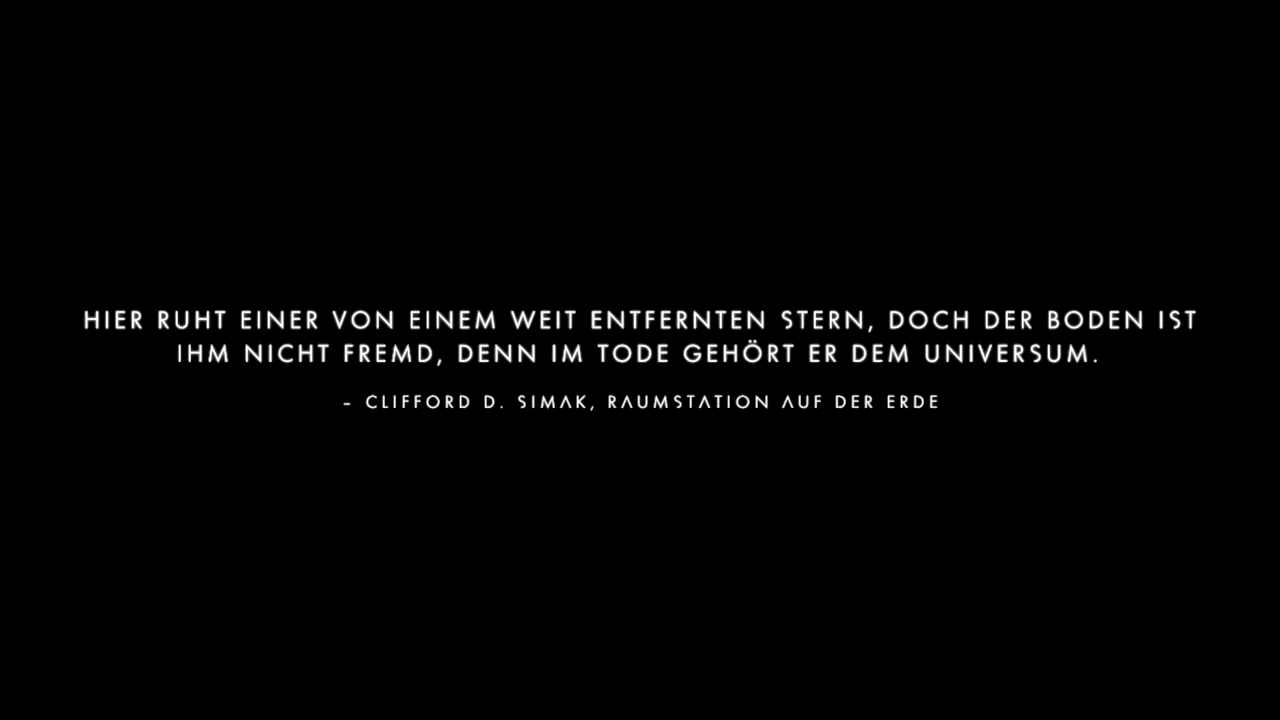 HIER RUHT EINER VON EINEM WEIT ENTFERNTEN STERN, DOCH DER BODEN IST
IHM NICHT FREMD, DENN IM TODE GEHÖRT ER DEM UNIVERSUM.
– CLIFFORD D. SIMAK, RAUMSTATION AUF DER ERDE